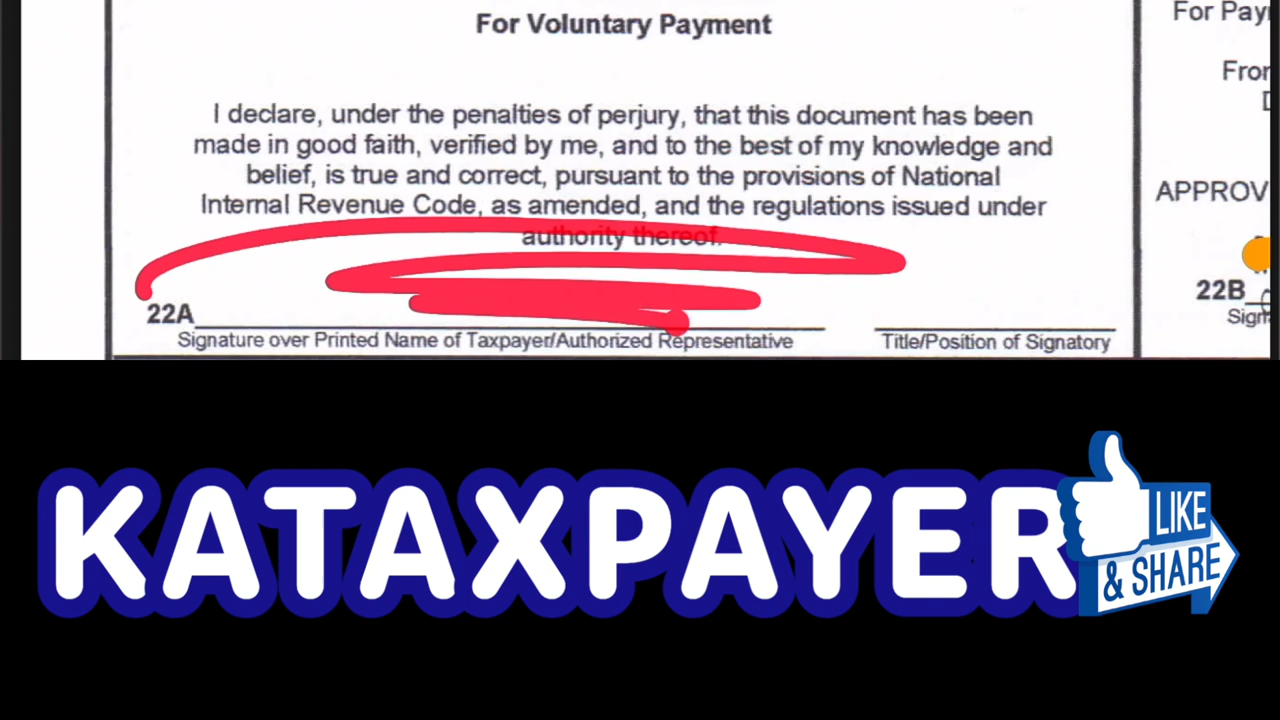 For Voluntary Payment
For Pay
I declare, under the penalties of perjury, that this document has been
made in good faith, verified by me, and to the best of my knowledge and
belief, is true and correct, pursuant to the provisions of National
Internal Revenue Code, as amended, and the regulations issued under
authority thereof.
APPROV
22A
Signature over Printed Name of Taxpayer/Authorized Representative
Title/Position of Signatory
22B
Sign
KATAXPAYER
LIKE
& SHARE